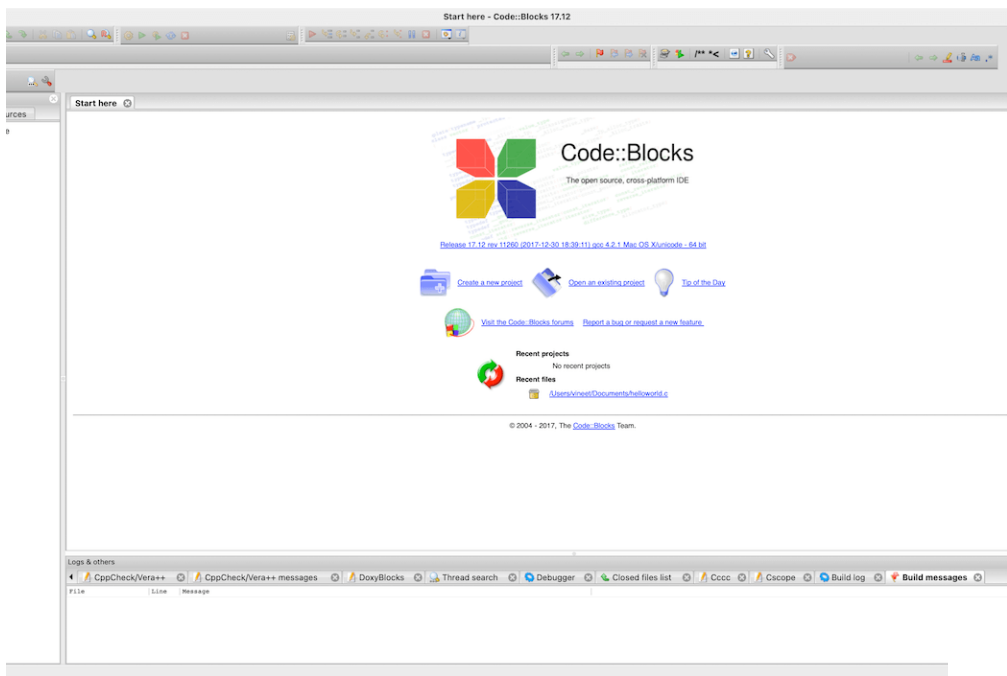 Start here - Code::Blocks 17.12
/** *<
.*
Start here
urces
e
Code::Blocks
The open source, cross-platform IDE
Release 17.12 rev 11260 (2017-12-30 18:39:11) gcc 4.2.1 Mac OS X/unicode - 64 bit
Create a new project Open an existing project Tip of the Day
Visit the Code::Blocks forums Report a bug or request a new feature
Recent projects
No recent projects
Recent files
/Users/vineet/Documents/helloworld.c
© 2004 - 2017, The Code::Blocks Team.
Logs & others
CppCheck/Vera++ CppCheck/Vera++ messages DoxyBlocks Thread search Debugger Closed files list Cccc Cscope Build log Build messages
File Line Message